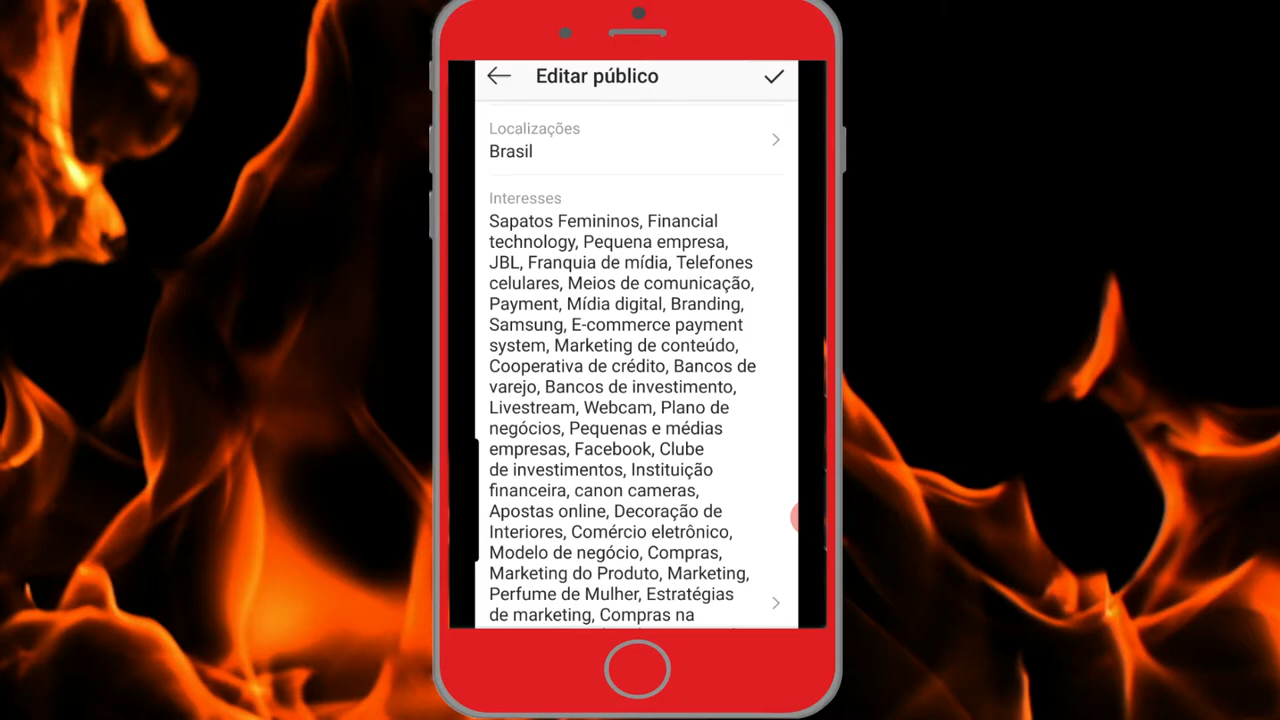 Editar público
Localizações
Brasil
Interesses
Sapatos Femininos, Financial
technology, Pequena empresa,
JBL, Franquia de mídia, Telefones
celulares, Meios de comunicação,
Payment, Mídia digital, Branding,
Samsung, E-commerce payment
system, Marketing de conteúdo,
Cooperativa de crédito, Bancos de
varejo, Bancos de investimento,
Livestream, Webcam, Plano de
negócios, Pequenas e médias
empresas, Facebook, Clube
de investimentos, Instituição
financeira, canon cameras,
Apostas online, Decoração de
Interiores, Comércio eletrônico,
Modelo de negócio, Compras,
Marketing do Produto, Marketing,
Perfume de Mulher, Estratégias
de marketing, Compras na